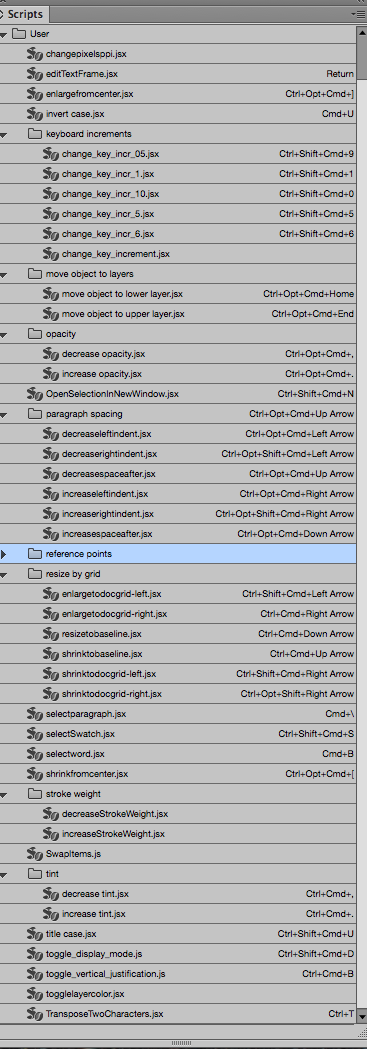 Scripts
User
changepixelsppi.jsx
editTextFrame.jsx Return
enlargefromcenter.jsx Ctrl+Opt+Cmd+]
invert case.jsx Cmd+U
keyboard increments
change_key_incr_05.jsx Ctrl+Shift+Cmd+9
change_key_incr_1.jsx Ctrl+Shift+Cmd+1
change_key_incr_10.jsx Ctrl+Shift+Cmd+0
change_key_incr_5.jsx Ctrl+Shift+Cmd+5
change_key_incr_6.jsx Ctrl+Shift+Cmd+6
change_key_increment.jsx
move object to layers
move object to lower layer.jsx Ctrl+Opt+Cmd+Home
move object to upper layer.jsx Ctrl+Opt+Cmd+End
opacity
decrease opacity.jsx Ctrl+Opt+Cmd+,
increase opacity.jsx Ctrl+Opt+Cmd+.
OpenSelectionInNewWindow.jsx Ctrl+Shift+Cmd+N
paragraph spacing Ctrl+Opt+Cmd+Up Arrow
decreaseleftindent.jsx Ctrl+Opt+Cmd+Left Arrow
decreaserightindent.jsx Ctrl+Opt+Shift+Cmd+Left Arrow
decreasespaceafter.jsx Ctrl+Opt+Cmd+Up Arrow
increaseleftindent.jsx Ctrl+Opt+Cmd+Right Arrow
increaserightindent.jsx Ctrl+Opt+Shift+Cmd+Right Arrow
increasespaceafter.jsx Ctrl+Opt+Cmd+Down Arrow
reference points
resize by grid
enlargetodocgrid-left.jsx Ctrl+Shift+Cmd+Left Arrow
enlargetodocgrid-right.jsx Ctrl+Cmd+Right Arrow
resizetobaseline.jsx Ctrl+Cmd+Down Arrow
shrinktobaseline.jsx Ctrl+Cmd+Up Arrow
shrinktodocgrid-left.jsx Ctrl+Shift+Cmd+Right Arrow
shrinktodocgrid-right.jsx Ctrl+Opt+Shift+Right Arrow
selectparagraph.jsx Cmd+\
selectSwatch.jsx Ctrl+Shift+Cmd+S
selectword.jsx Cmd+B
shrinkfromcenter.jsx Ctrl+Opt+Cmd+[
stroke weight
decreaseStrokeWeight.jsx
increaseStrokeWeight.jsx
SwapItems.js
tint
decrease tint.jsx Ctrl+Cmd+,
increase tint.jsx Ctrl+Cmd+.
title case.jsx Ctrl+Shift+Cmd+U
toggle_display_mode.js Ctrl+Shift+Cmd+D
toggle_vertical_justification.js Ctrl+Cmd+B
togglelayercolor.jsx
TransposeTwoCharacters.jsx Ctrl+T